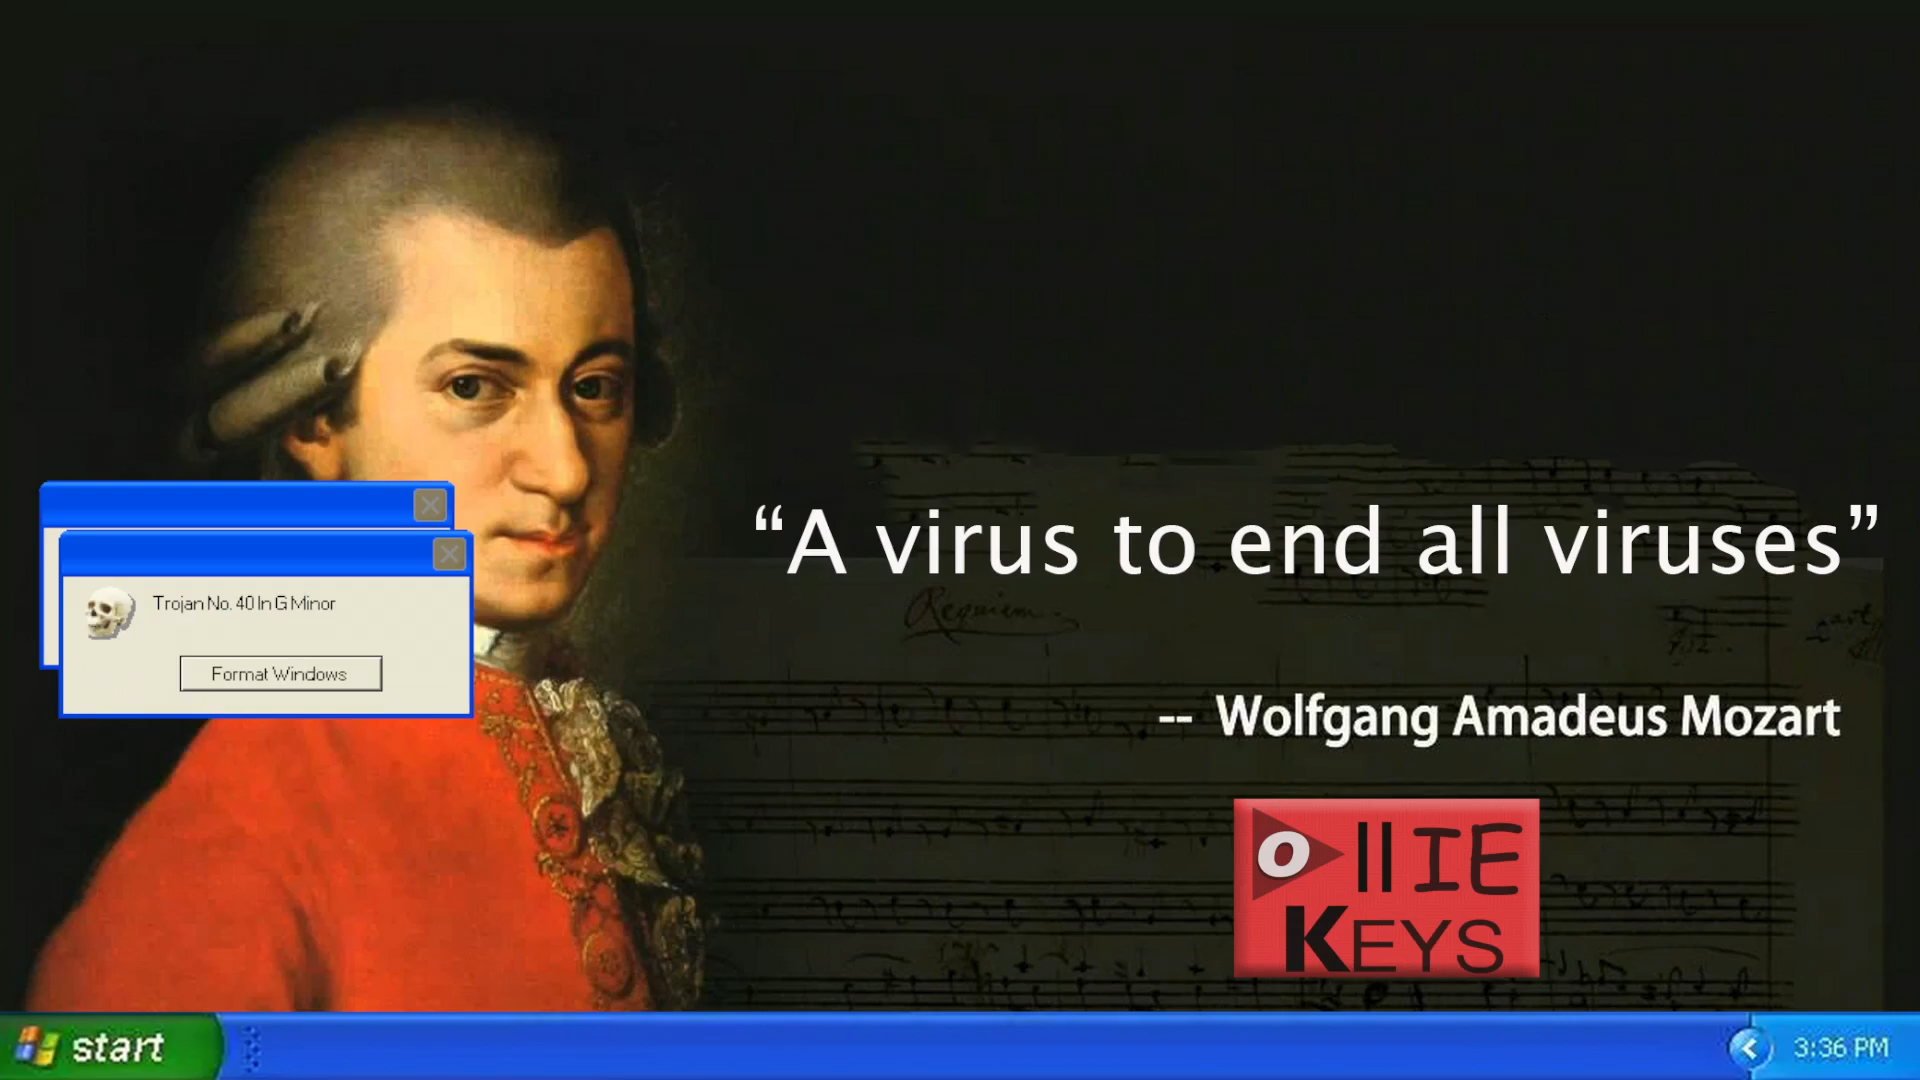 “A virus to end all viruses”
Requiem
-- Wolfgang Amadeus Mozart
Trojan No. 40 In G Minor
Format Windows
OllIE
KEYS
start
3:36 PM